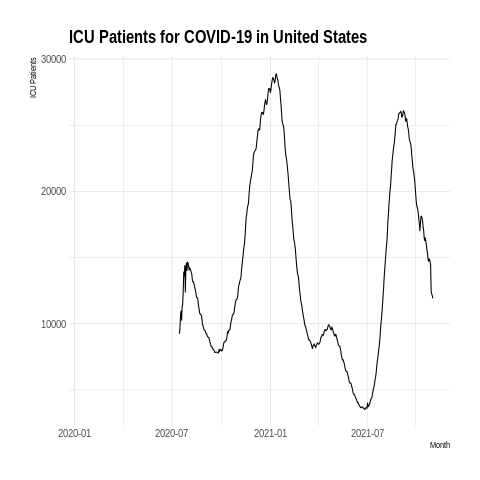 ICU Patients for COVID-19 in United States
ICU Patients
30000
20000
10000
2020-01 2020-07 2021-01 2021-07
Month